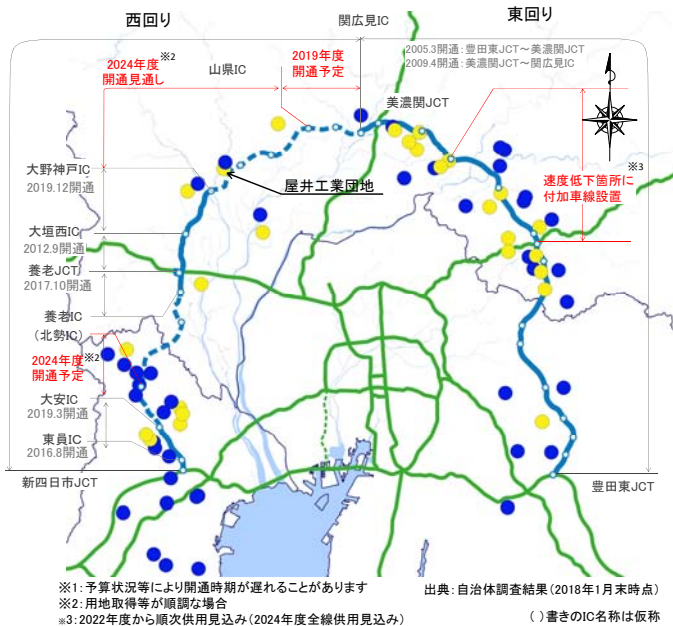 西回り
関広見IC
東回り
2005.3開通：豊田東JCT～美濃関JCT
2009.4開通：美濃関JCT～関広見IC
2024年度※2
開通見通し
山県IC
2019年度
開通予定
美濃関JCT
大野神戸IC
2019.12開通
屋井工業団地
※3
速度低下箇所に
付加車線設置
大垣西IC
2012.9開通
養老JCT
2017.10開通
養老IC
(北勢IC)
2024年度※2
開通予定
大安IC
2019.3開通
東員IC
2016.8開通
新四日市JCT
豊田東JCT
※1：予算状況等により開通時期が遅れることがあります
※2：用地取得等が順調な場合
※3：2022年度から順次供用見込み(2024年度全線供用見込み)
出典：自治体調査結果(2018年1月末時点)
( )書きのIC名称は仮称